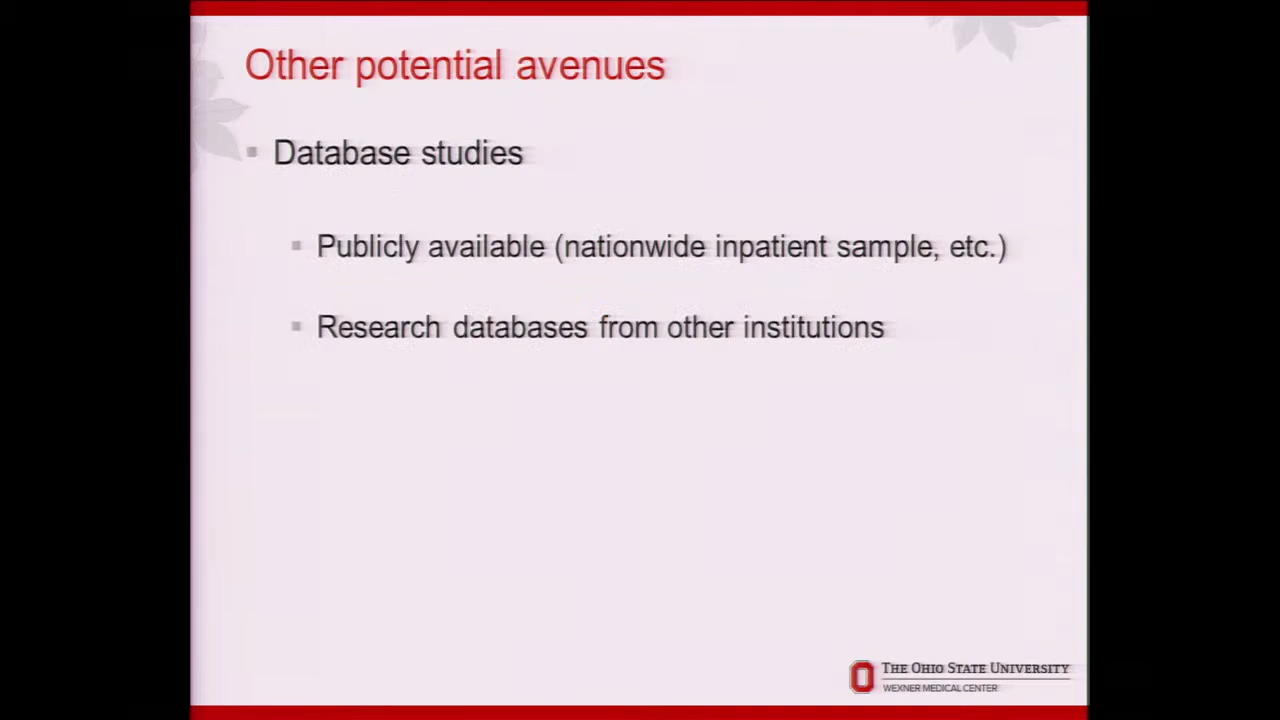 Other potential avenues
Database studies
Publicly available (nationwide inpatient sample, etc.)
Research databases from other institutions
THE OHIO STATE UNIVERSITY
WEXNER MEDICAL CENTER